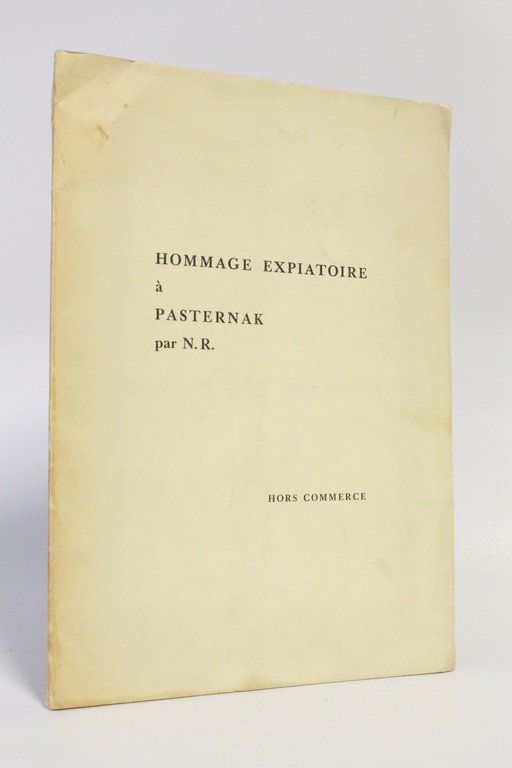 HOMMAGE EXPIATOIRE
à
PASTERNAK
par N. R.
HORS COMMERCE